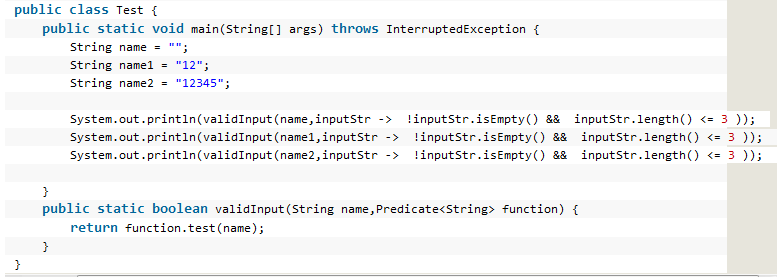 public class Test {
public static void main(String[] args) throws InterruptedException {
String name = "";
String name1 = "12";
String name2 = "12345";
System.out.println(validInput(name,inputStr -> !inputStr.isEmpty() && inputStr.length() <= 3 ));
System.out.println(validInput(name1,inputStr -> !inputStr.isEmpty() && inputStr.length() <= 3 ));
System.out.println(validInput(name2,inputStr -> !inputStr.isEmpty() && inputStr.length() <= 3 ));
}
public static boolean validInput(String name,Predicate<String> function) {
return function.test(name);
}
}